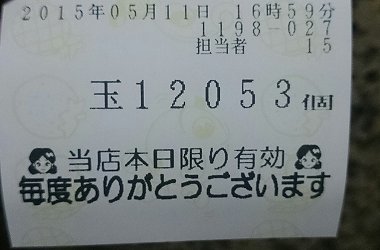 2015年05月11日 16時59分
1198-027
担当者 15
玉12053個
当店本日限り有効
毎度ありがとうございます